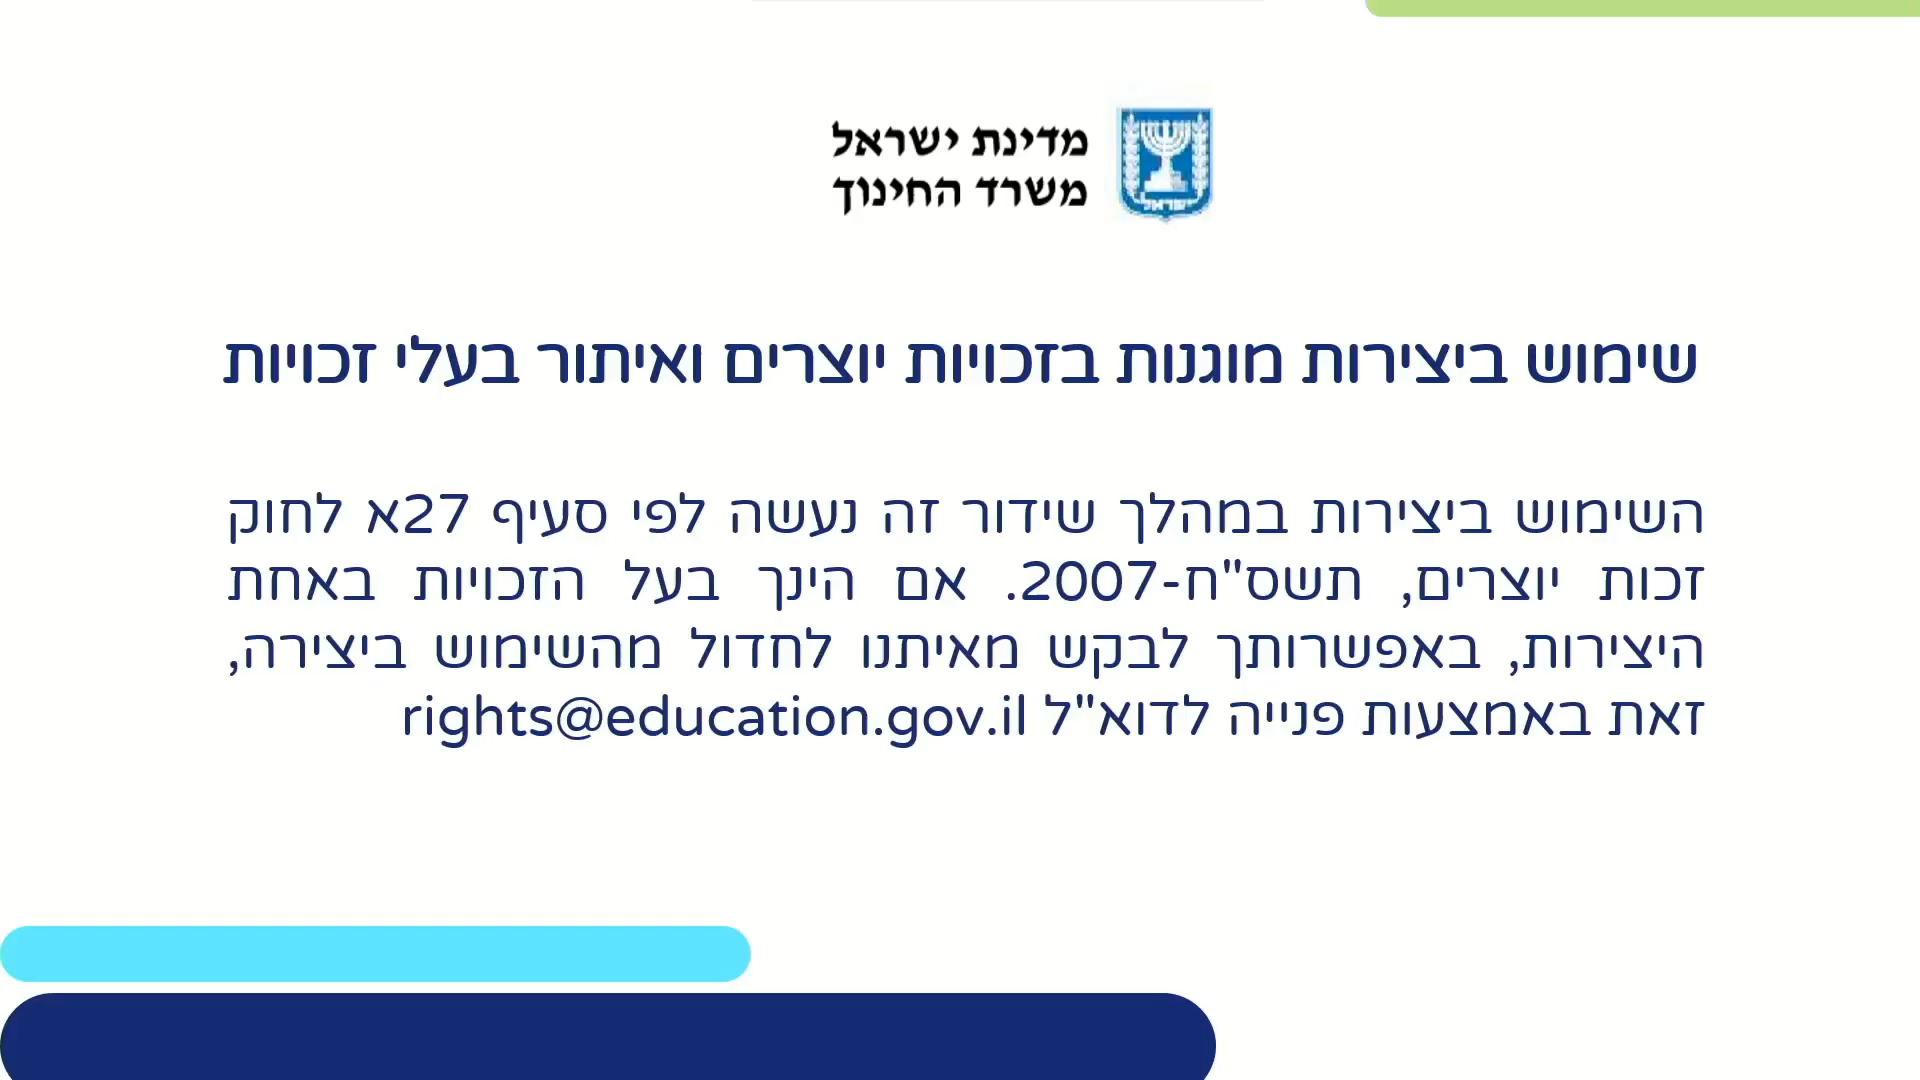 מדינת ישראל
משרד החינוך
ישראל
שימוש ביצירות מוגנות בזכויות יוצרים ואיתור בעלי זכויות
השימוש ביצירות במהלך שידור זה נעשה לפי סעיף 27א לחוק
זכות יוצרים, תשס"ח-2007. אם הינך בעל הזכויות באחת
היצירות, באפשרותך לבקש מאיתנו לחדול מהשימוש ביצירה,
זאת באמצעות פנייה לדוא"ל rights@education.gov.il